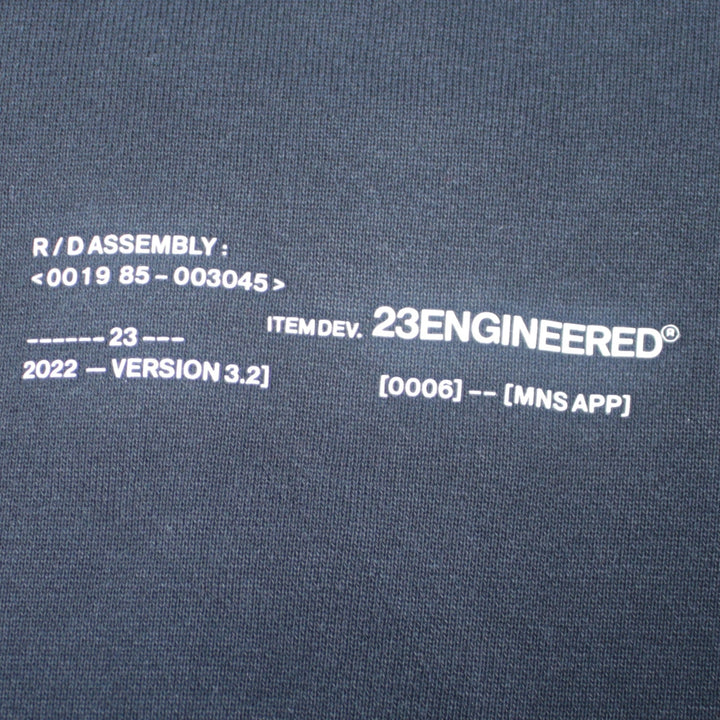 R / D ASSEMBLY :
<0019 85 – 003045>
------ 23 ---
2022 — VERSION 3.2]
ITEM DEV. 23ENGINEERED®
[0006] -- [MNS APP]